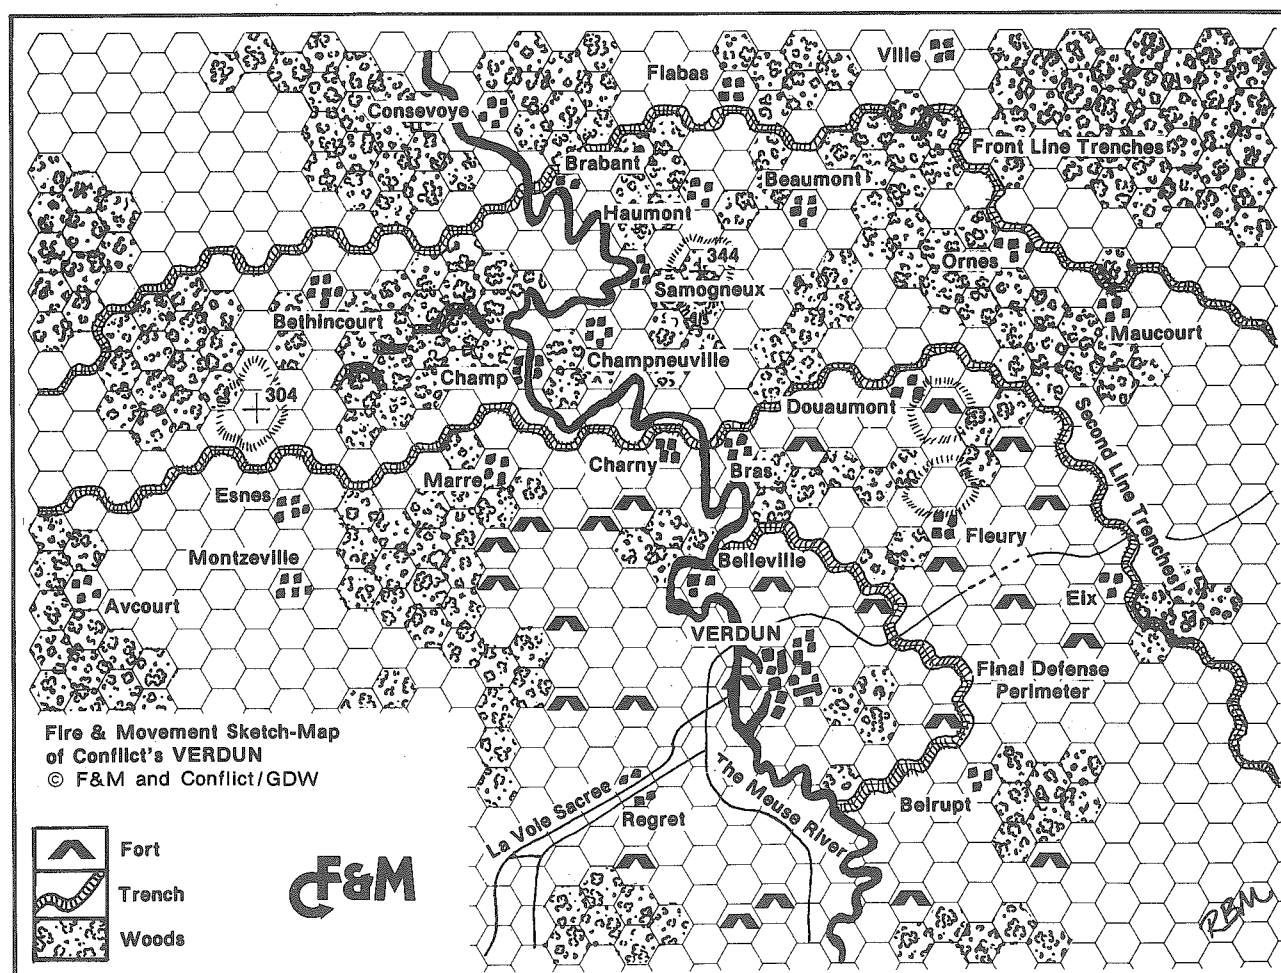 Ville
Flabas
Consevoye
Front Line Trenches
Brabant
Beaumont
Haumont
344
Ornes
Samogneux
Bethincourt
Maucourt
Champneuville
Champ
304
Douaumont
Second Line Trenches
Charny
Bras
Marre
Esnes
Fleury
Montzeville
Belleville
Avcourt
Eix
VERDUN
Final Defense
Perimeter
Fire & Movement Sketch-Map
of Conflict's VERDUN
© F&M and Conflict/GDW
La Voie Sacree
The Meuse River
Belrupt
Regret
Fort
F&M
Trench
Woods
RBM